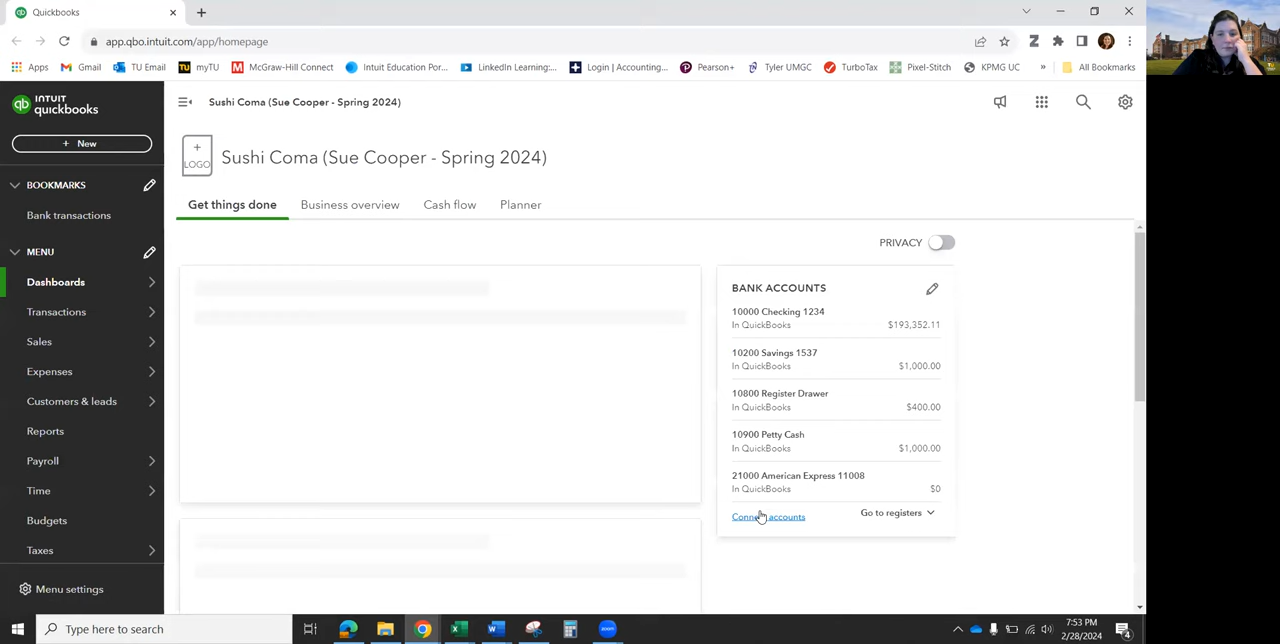 Quickbooks
app.qbo.intuit.com/app/homepage
Apps
Gmail
TU Email
myTU
McGraw-Hill Connect
Intuit Education Por...
LinkedIn Learning:...
Login | Accounting...
Pearson+
Tyler UMGC
TurboTax
Pixel-Stitch
KPMG UC
»
All Bookmarks
INTUIT
quickbooks
+ New
BOOKMARKS
Bank transactions
MENU
Dashboards
Transactions
Sales
Expenses
Customers & leads
Reports
Payroll
Time
Budgets
Taxes
Menu settings
Sushi Coma (Sue Cooper - Spring 2024)
+
LOGO
Sushi Coma (Sue Cooper - Spring 2024)
Get things done
Business overview
Cash flow
Planner
PRIVACY
BANK ACCOUNTS
10000 Checking 1234
In QuickBooks $193,352.11
10200 Savings 1537
In QuickBooks $1,000.00
10800 Register Drawer
In QuickBooks $400.00
10900 Petty Cash
In QuickBooks $1,000.00
21000 American Express 11008
In QuickBooks $0
Connect accounts
Go to registers
Type here to search
7:53 PM
2/28/2024
4